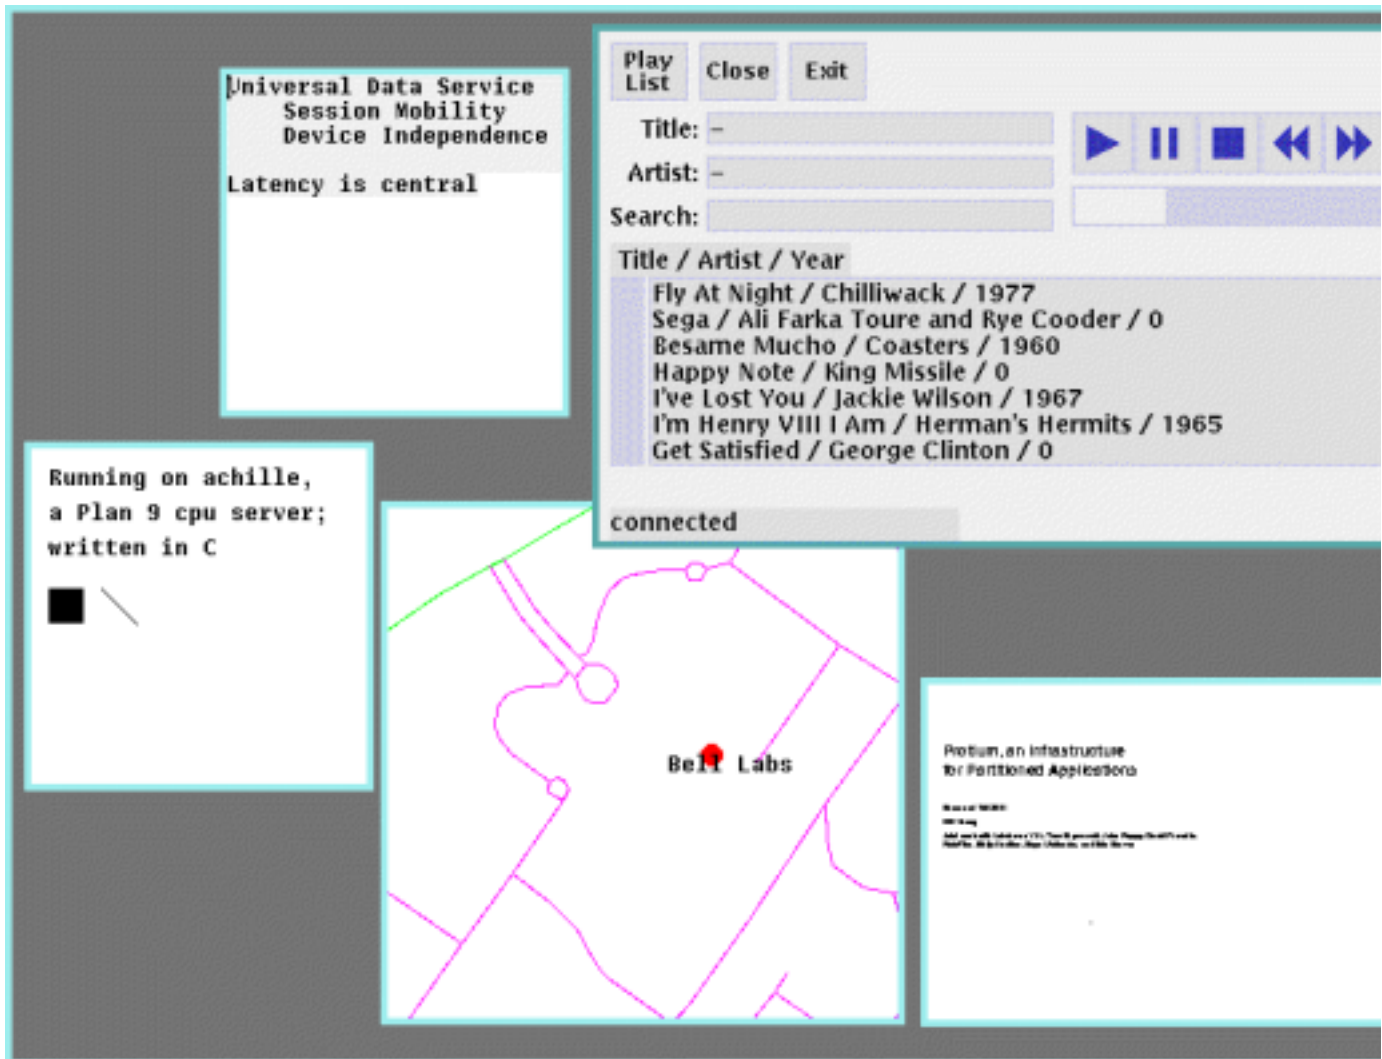 Universal Data Service
Session Mobility
Device Independence
Latency is central
Play List
Close
Exit
Title: –
Artist: –
Search:
Title / Artist / Year
Fly At Night / Chilliwack / 1977
Sega / Ali Farka Toure and Rye Cooder / 0
Besame Mucho / Coasters / 1960
Happy Note / King Missile / 0
I've Lost You / Jackie Wilson / 1967
I'm Henry VIII I Am / Herman's Hermits / 1965
Get Satisfied / George Clinton / 0
connected
Running on achille,
a Plan 9 cpu server;
written in C
Bell Labs
Protium, an Infrastructure
for Partitioned Applications